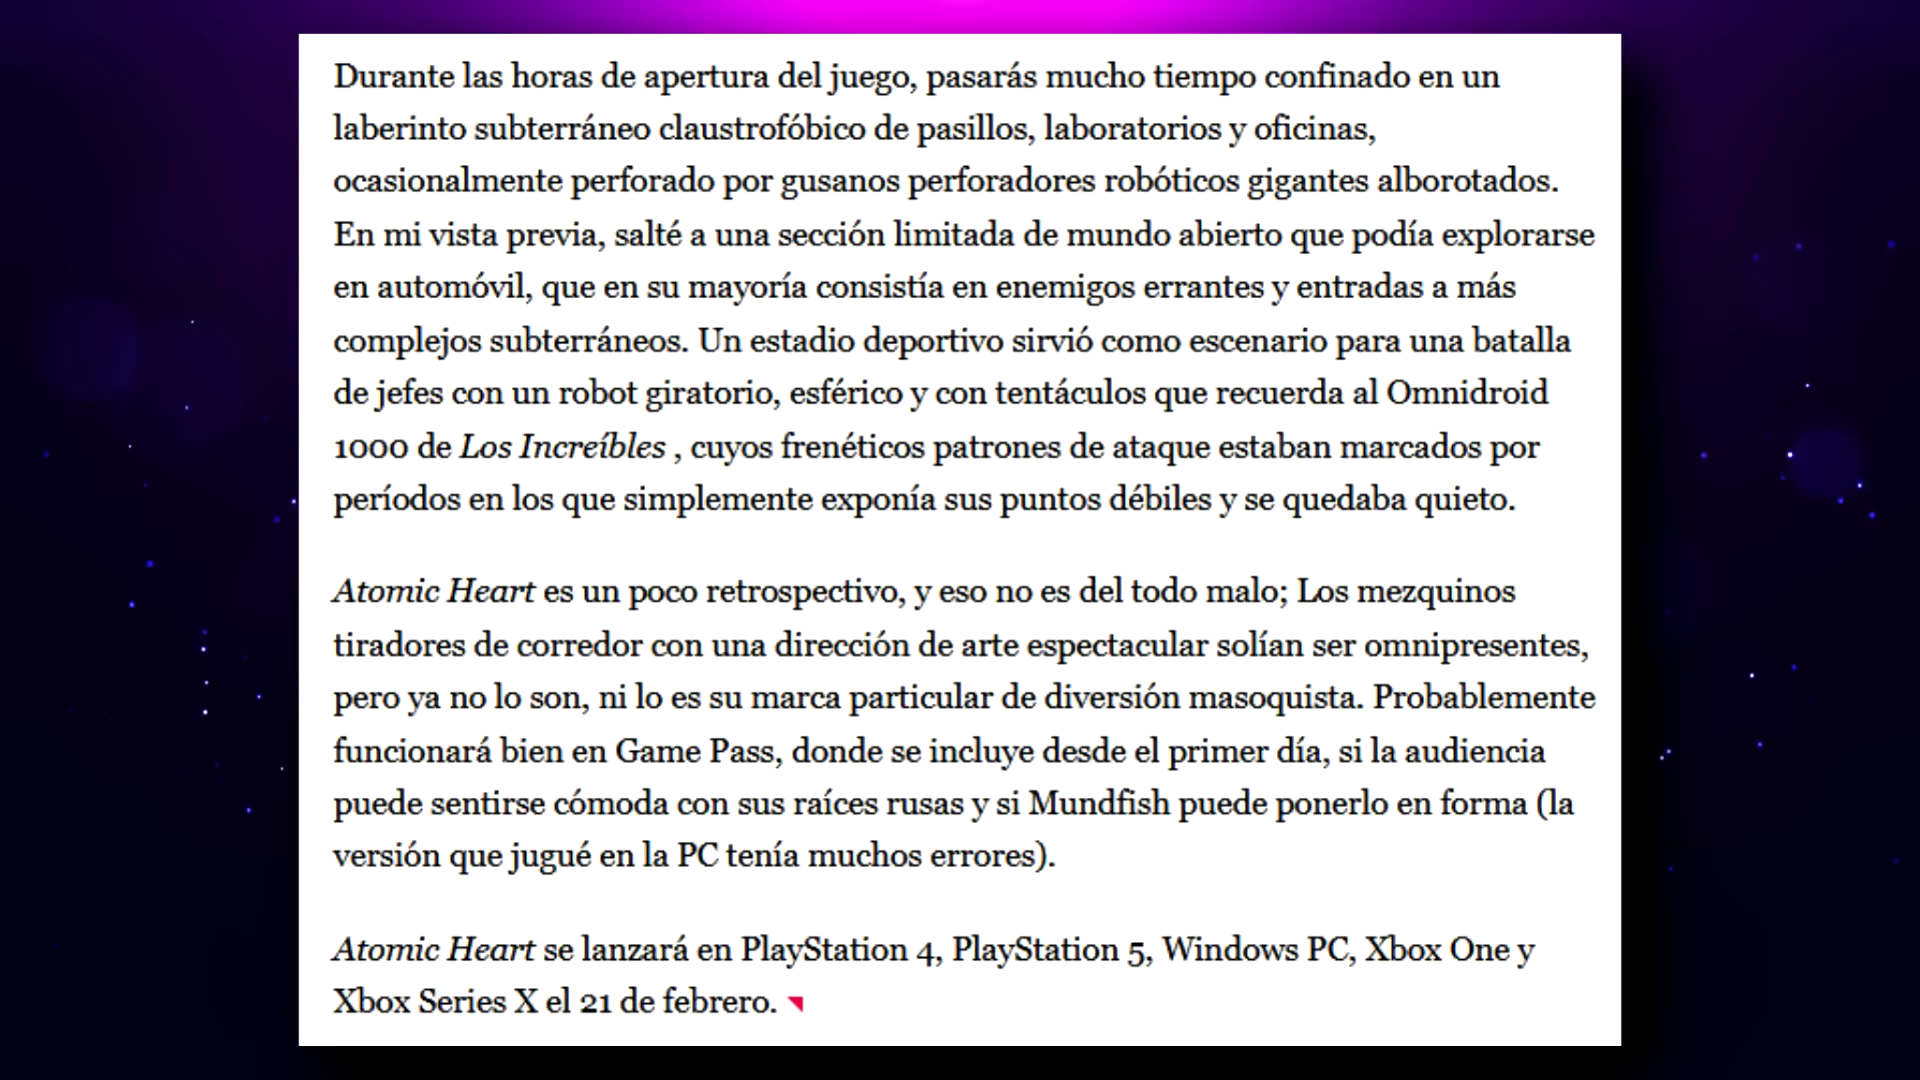 Durante las horas de apertura del juego, pasarás mucho tiempo confinado en un
laberinto subterráneo claustrofóbico de pasillos, laboratorios y oficinas,
ocasionalmente perforado por gusanos perforadores robóticos gigantes alborotados.
En mi vista previa, salté a una sección limitada de mundo abierto que podía explorarse
en automóvil, que en su mayoría consistía en enemigos errantes y entradas a más
complejos subterráneos. Un estadio deportivo sirvió como escenario para una batalla
de jefes con un robot giratorio, esférico y con tentáculos que recuerda al Omnidroid
1000 de Los Increíbles , cuyos frenéticos patrones de ataque estaban marcados por
períodos en los que simplemente exponía sus puntos débiles y se quedaba quieto.
Atomic Heart es un poco retrospectivo, y eso no es del todo malo; Los mezquinos
tiradores de corredor con una dirección de arte espectacular solían ser omnipresentes,
pero ya no lo son, ni lo es su marca particular de diversión masoquista. Probablemente
funcionará bien en Game Pass, donde se incluye desde el primer día, si la audiencia
puede sentirse cómoda con sus raíces rusas y si Mundfish puede ponerlo en forma (la
versión que jugué en la PC tenía muchos errores).
Atomic Heart se lanzará en PlayStation 4, PlayStation 5, Windows PC, Xbox One y
Xbox Series X el 21 de febrero.